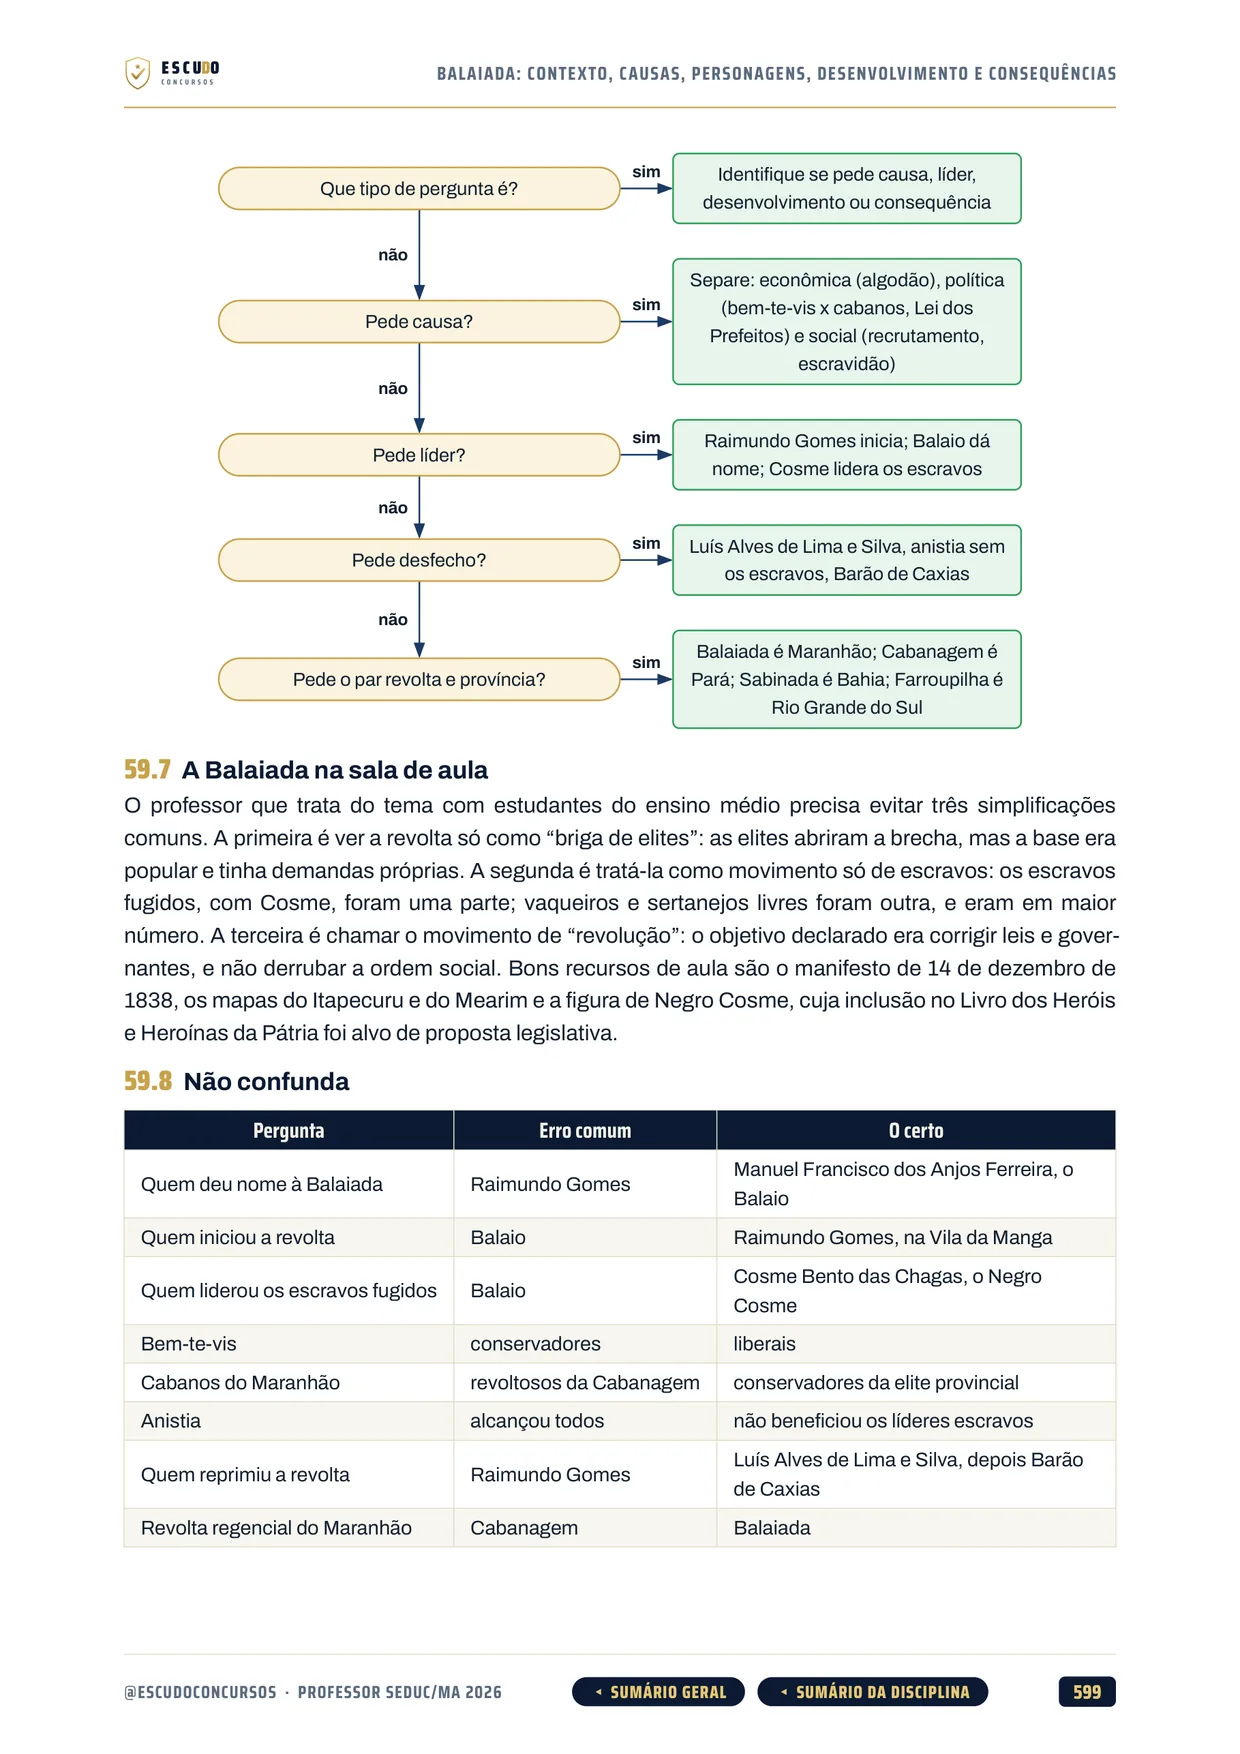 ESCUDO
CONCURSOS
BALAIADA: CONTEXTO, CAUSAS, PERSONAGENS, DESENVOLVIMENTO E CONSEQUÊNCIAS
Que tipo de pergunta é?
sim
Identifique se pede causa, líder,
desenvolvimento ou consequência
não
Pede causa?
sim
Separe: econômica (algodão), política
(bem-te-vis x cabanos, Lei dos
Prefeitos) e social (recrutamento,
escravidão)
não
Pede líder?
sim
Raimundo Gomes inicia; Balaio dá
nome; Cosme lidera os escravos
não
Pede desfecho?
sim
Luís Alves de Lima e Silva, anistia sem
os escravos, Barão de Caxias
não
Pede o par revolta e província?
sim
Balaiada é Maranhão; Cabanagem é
Pará; Sabinada é Bahia; Farroupilha é
Rio Grande do Sul
59.7 A Balaiada na sala de aula
O professor que trata do tema com estudantes do ensino médio precisa evitar três simplificações
comuns. A primeira é ver a revolta só como “briga de elites”: as elites abriram a brecha, mas a base era
popular e tinha demandas próprias. A segunda é tratá-la como movimento só de escravos: os escravos
fugidos, com Cosme, foram uma parte; vaqueiros e sertanejos livres foram outra, e eram em maior
número. A terceira é chamar o movimento de “revolução”: o objetivo declarado era corrigir leis e gover-
nantes, e não derrubar a ordem social. Bons recursos de aula são o manifesto de 14 de dezembro de
1838, os mapas do Itapecuru e do Mearim e a figura de Negro Cosme, cuja inclusão no Livro dos Heróis
e Heroínas da Pátria foi alvo de proposta legislativa.
59.8 Não confunda
Pergunta Erro comum O certo
Quem deu nome à Balaiada Raimundo Gomes Manuel Francisco dos Anjos Ferreira, o
Balaio
Quem iniciou a revolta Balaio Raimundo Gomes, na Vila da Manga
Quem liderou os escravos fugidos Balaio Cosme Bento das Chagas, o Negro
Cosme
Bem-te-vis conservadores liberais
Cabanos do Maranhão revoltosos da Cabanagem conservadores da elite provincial
Anistia alcançou todos não beneficiou os líderes escravos
Quem reprimiu a revolta Raimundo Gomes Luís Alves de Lima e Silva, depois Barão
de Caxias
Revolta regencial do Maranhão Cabanagem Balaiada
@ESCUDOCONCURSOS · PROFESSOR SEDUC/MA 2026 SUMÁRIO GERAL SUMÁRIO DA DISCIPLINA 599